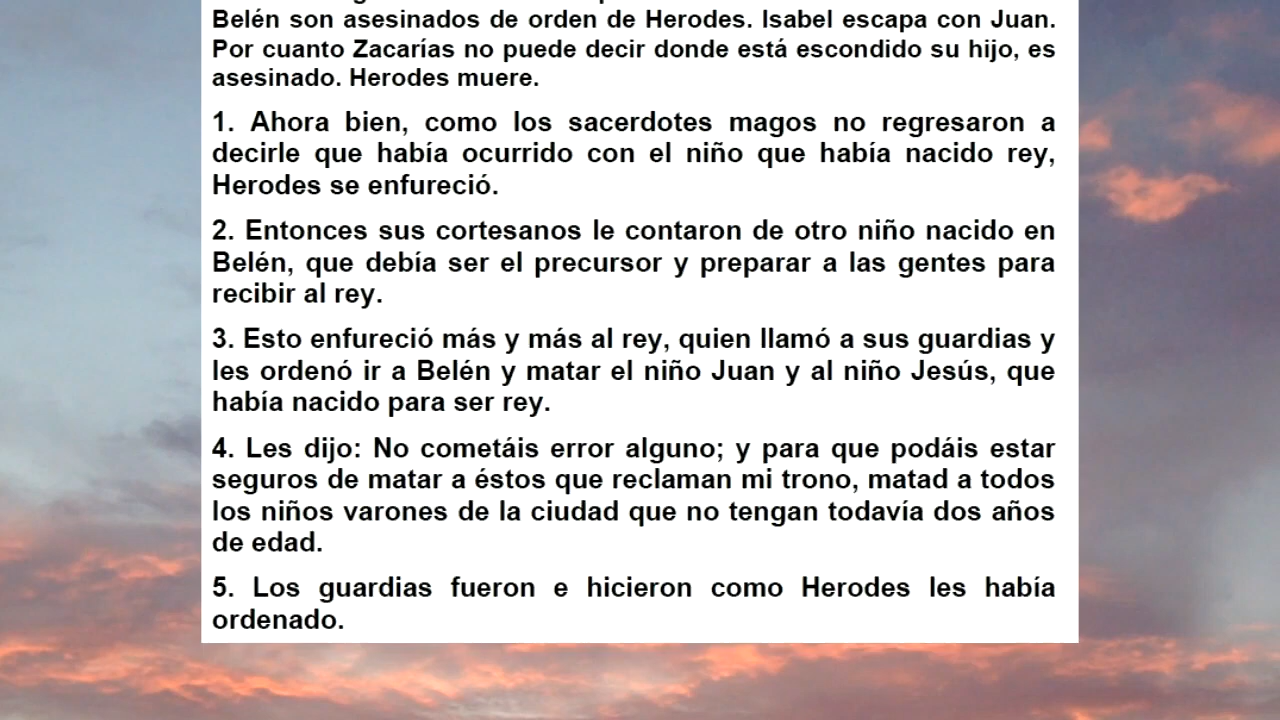 Belén son asesinados de orden de Herodes. Isabel escapa con Juan.
Por cuanto Zacarías no puede decir donde está escondido su hijo, es
asesinado. Herodes muere.
1. Ahora bien, como los sacerdotes magos no regresaron a
decirle que había ocurrido con el niño que había nacido rey,
Herodes se enfureció.
2. Entonces sus cortesanos le contaron de otro niño nacido en
Belén, que debía ser el precursor y preparar a las gentes para
recibir al rey.
3. Esto enfureció más y más al rey, quien llamó a sus guardias y
les ordenó ir a Belén y matar el niño Juan y al niño Jesús, que
había nacido para ser rey.
4. Les dijo: No cometáis error alguno; y para que podáis estar
seguros de matar a éstos que reclaman mi trono, matad a todos
los niños varones de la ciudad que no tengan todavía dos años
de edad.
5. Los guardias fueron e hicieron como Herodes les había
ordenado.